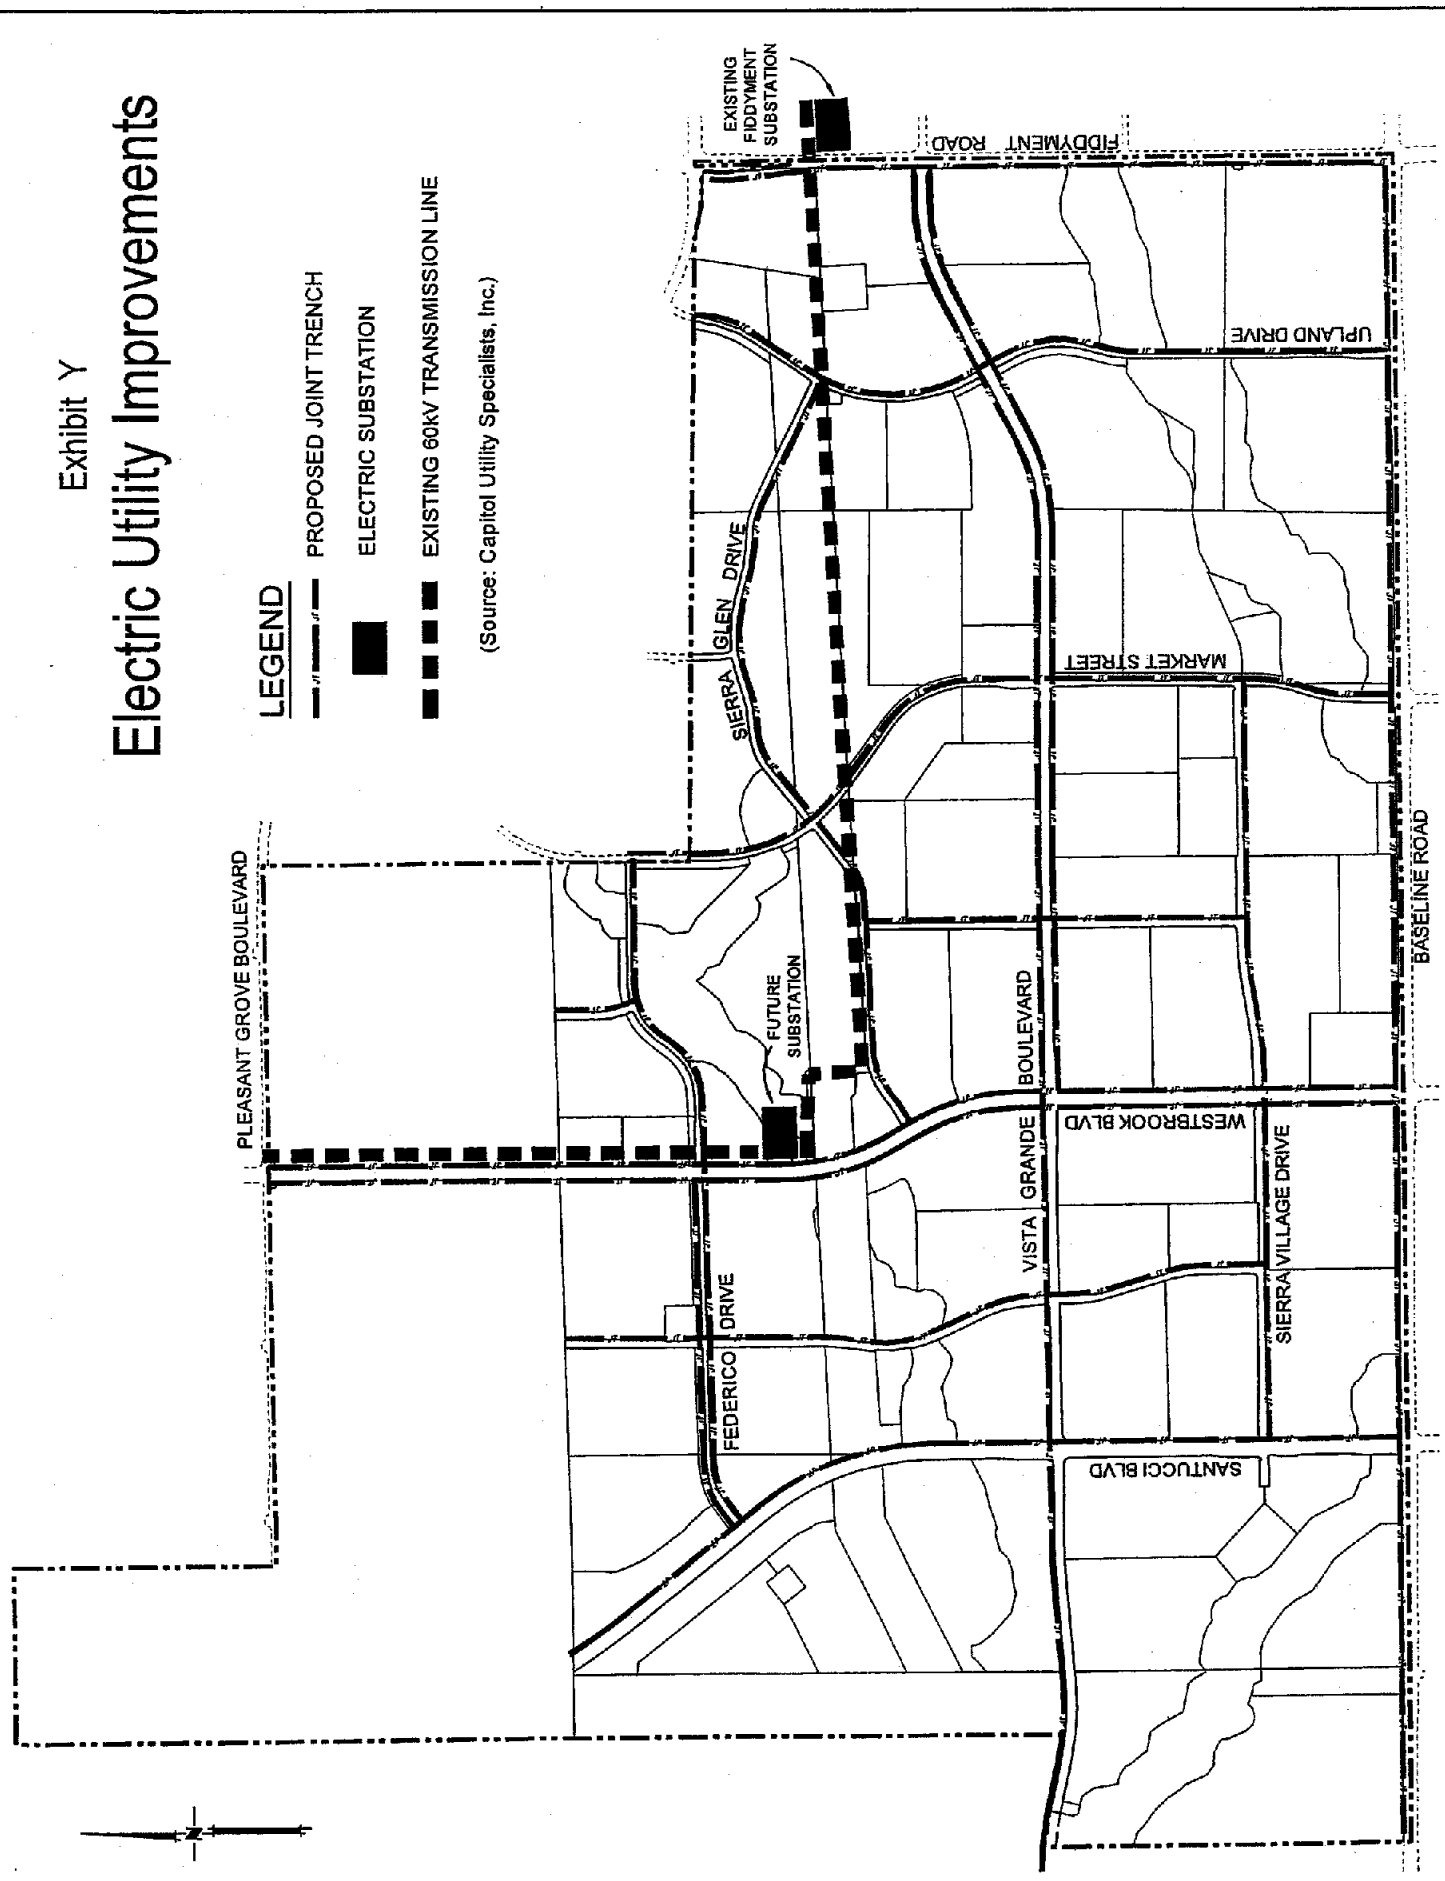 Exhibit Y
Electric Utility Improvements
LEGEND
PROPOSED JOINT TRENCH
ELECTRIC SUBSTATION
EXISTING 60kV TRANSMISSION LINE
(Source: Capitol Utility Specialists, Inc.)
PLEASANT GROVE BOULEVARD
EXISTING
FIDDYMENT
SUBSTATION
FIDDYMENT ROAD
SIERRA GLEN DRIVE
FUTURE
SUBSTATION
FEDERICO DRIVE
UPLAND DRIVE
MARKET STREET
VISTA GRANDE BOULEVARD
WESTBROOK BLVD
SANTUCCI BLVD
SIERRA VILLAGE DRIVE
BASELINE ROAD
Z